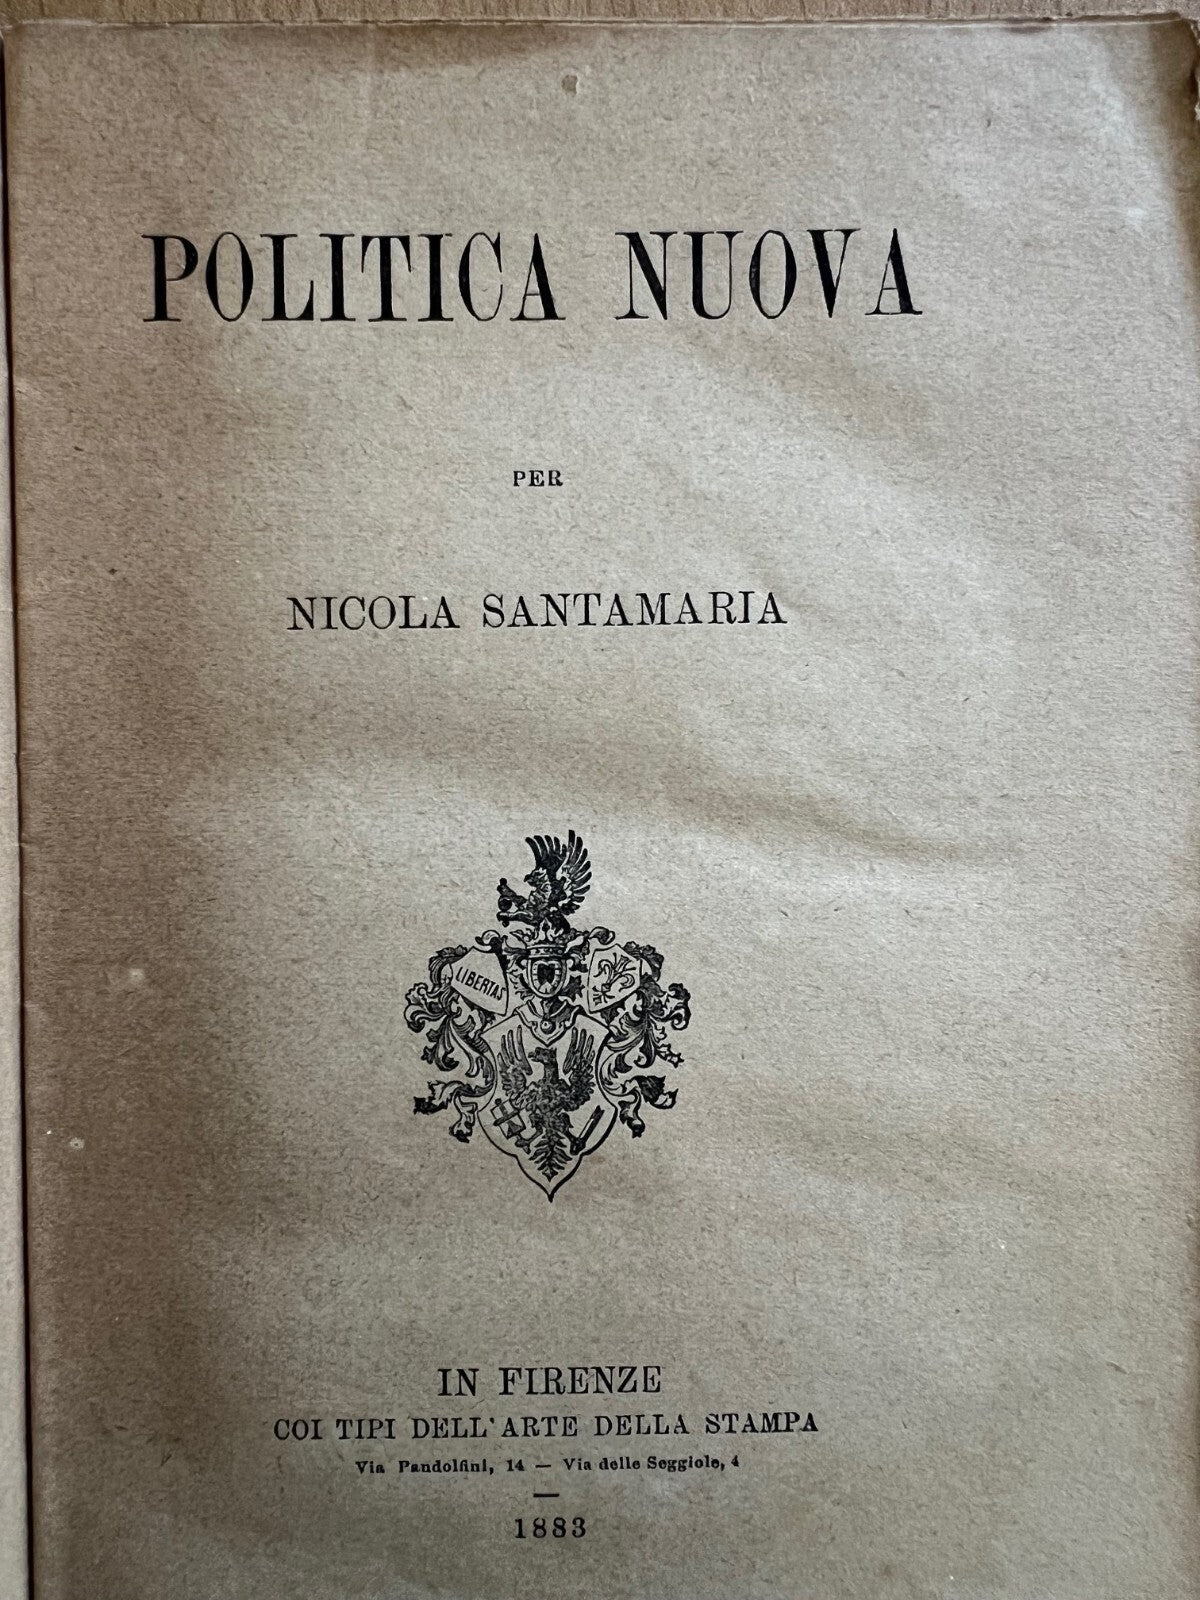 POLITICA NUOVA
PER
NICOLA SANTAMARIA
LIBERTAS
IN FIRENZE
COI TIPI DELL'ARTE DELLA STAMPA
Via Pandolfini, 14 — Via delle Seggiole, 4
1883